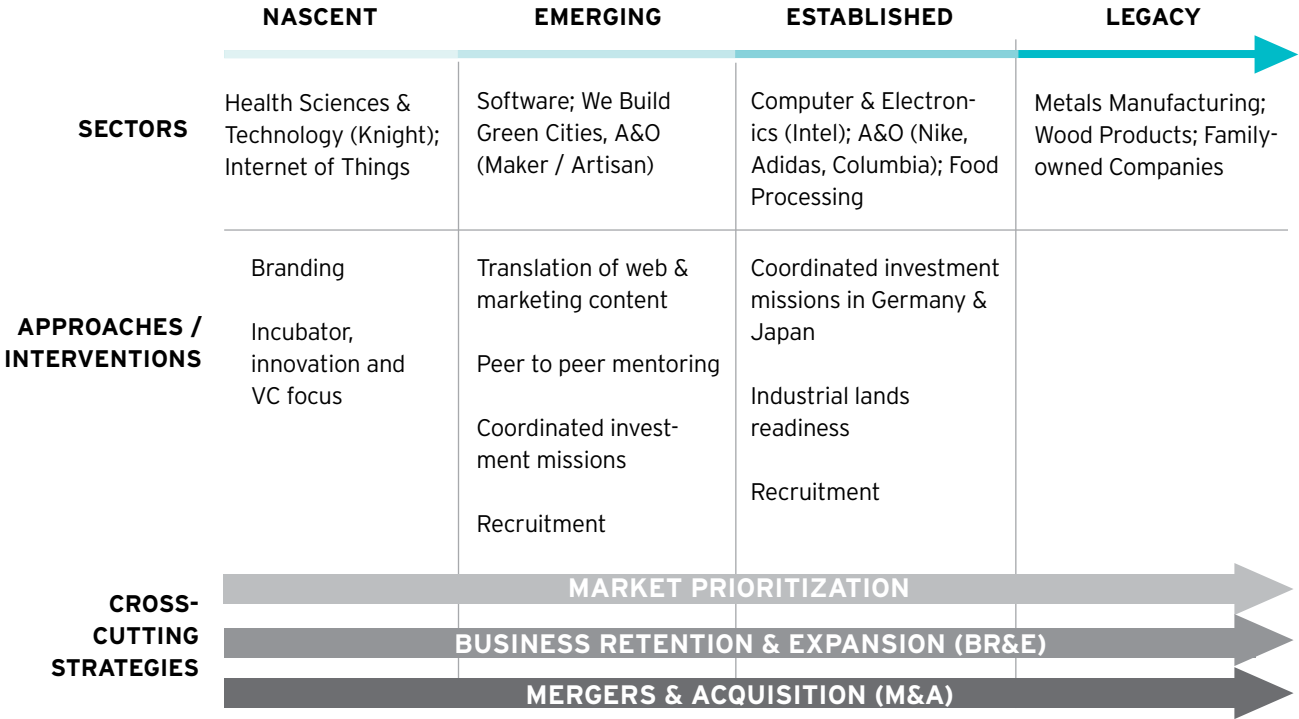 NASCENT
EMERGING
ESTABLISHED
LEGACY
SECTORS
Health Sciences &
Technology (Knight);
Internet of Things
Software; We Build
Green Cities, A&O
(Maker / Artisan)
Computer & Electron-
ics (Intel); A&O (Nike,
Adidas, Columbia); Food
Processing
Metals Manufacturing;
Wood Products; Family-
owned Companies
APPROACHES /
INTERVENTIONS
Branding
Incubator,
innovation and
VC focus
Translation of web &
marketing content
Peer to peer mentoring
Coordinated invest-
ment missions
Recruitment
Coordinated investment
missions in Germany &
Japan
Industrial lands
readiness
Recruitment
CROSS-
CUTTING
STRATEGIES
MARKET PRIORITIZATION
BUSINESS RETENTION & EXPANSION (BR&E)
MERGERS & ACQUISITION (M&A)